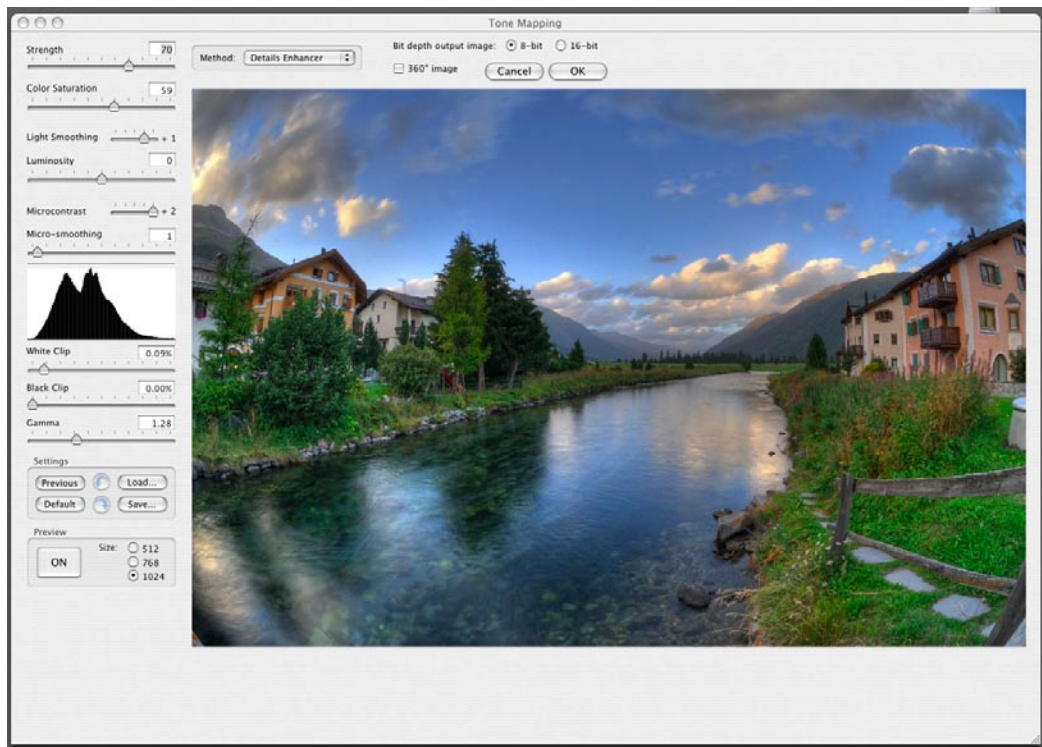 Tone Mapping
Strength 70
Color Saturation 59
Light Smoothing + 1
Luminosity 0
Microcontrast + 2
Micro-smoothing 1
White Clip 0.09%
Black Clip 0.00%
Gamma 1.28
Settings
Previous Load...
Default Save...
Preview
ON Size: 512
768
1024
Method: Details Enhancer
Bit depth output image: 8-bit 16-bit
360° image Cancel OK